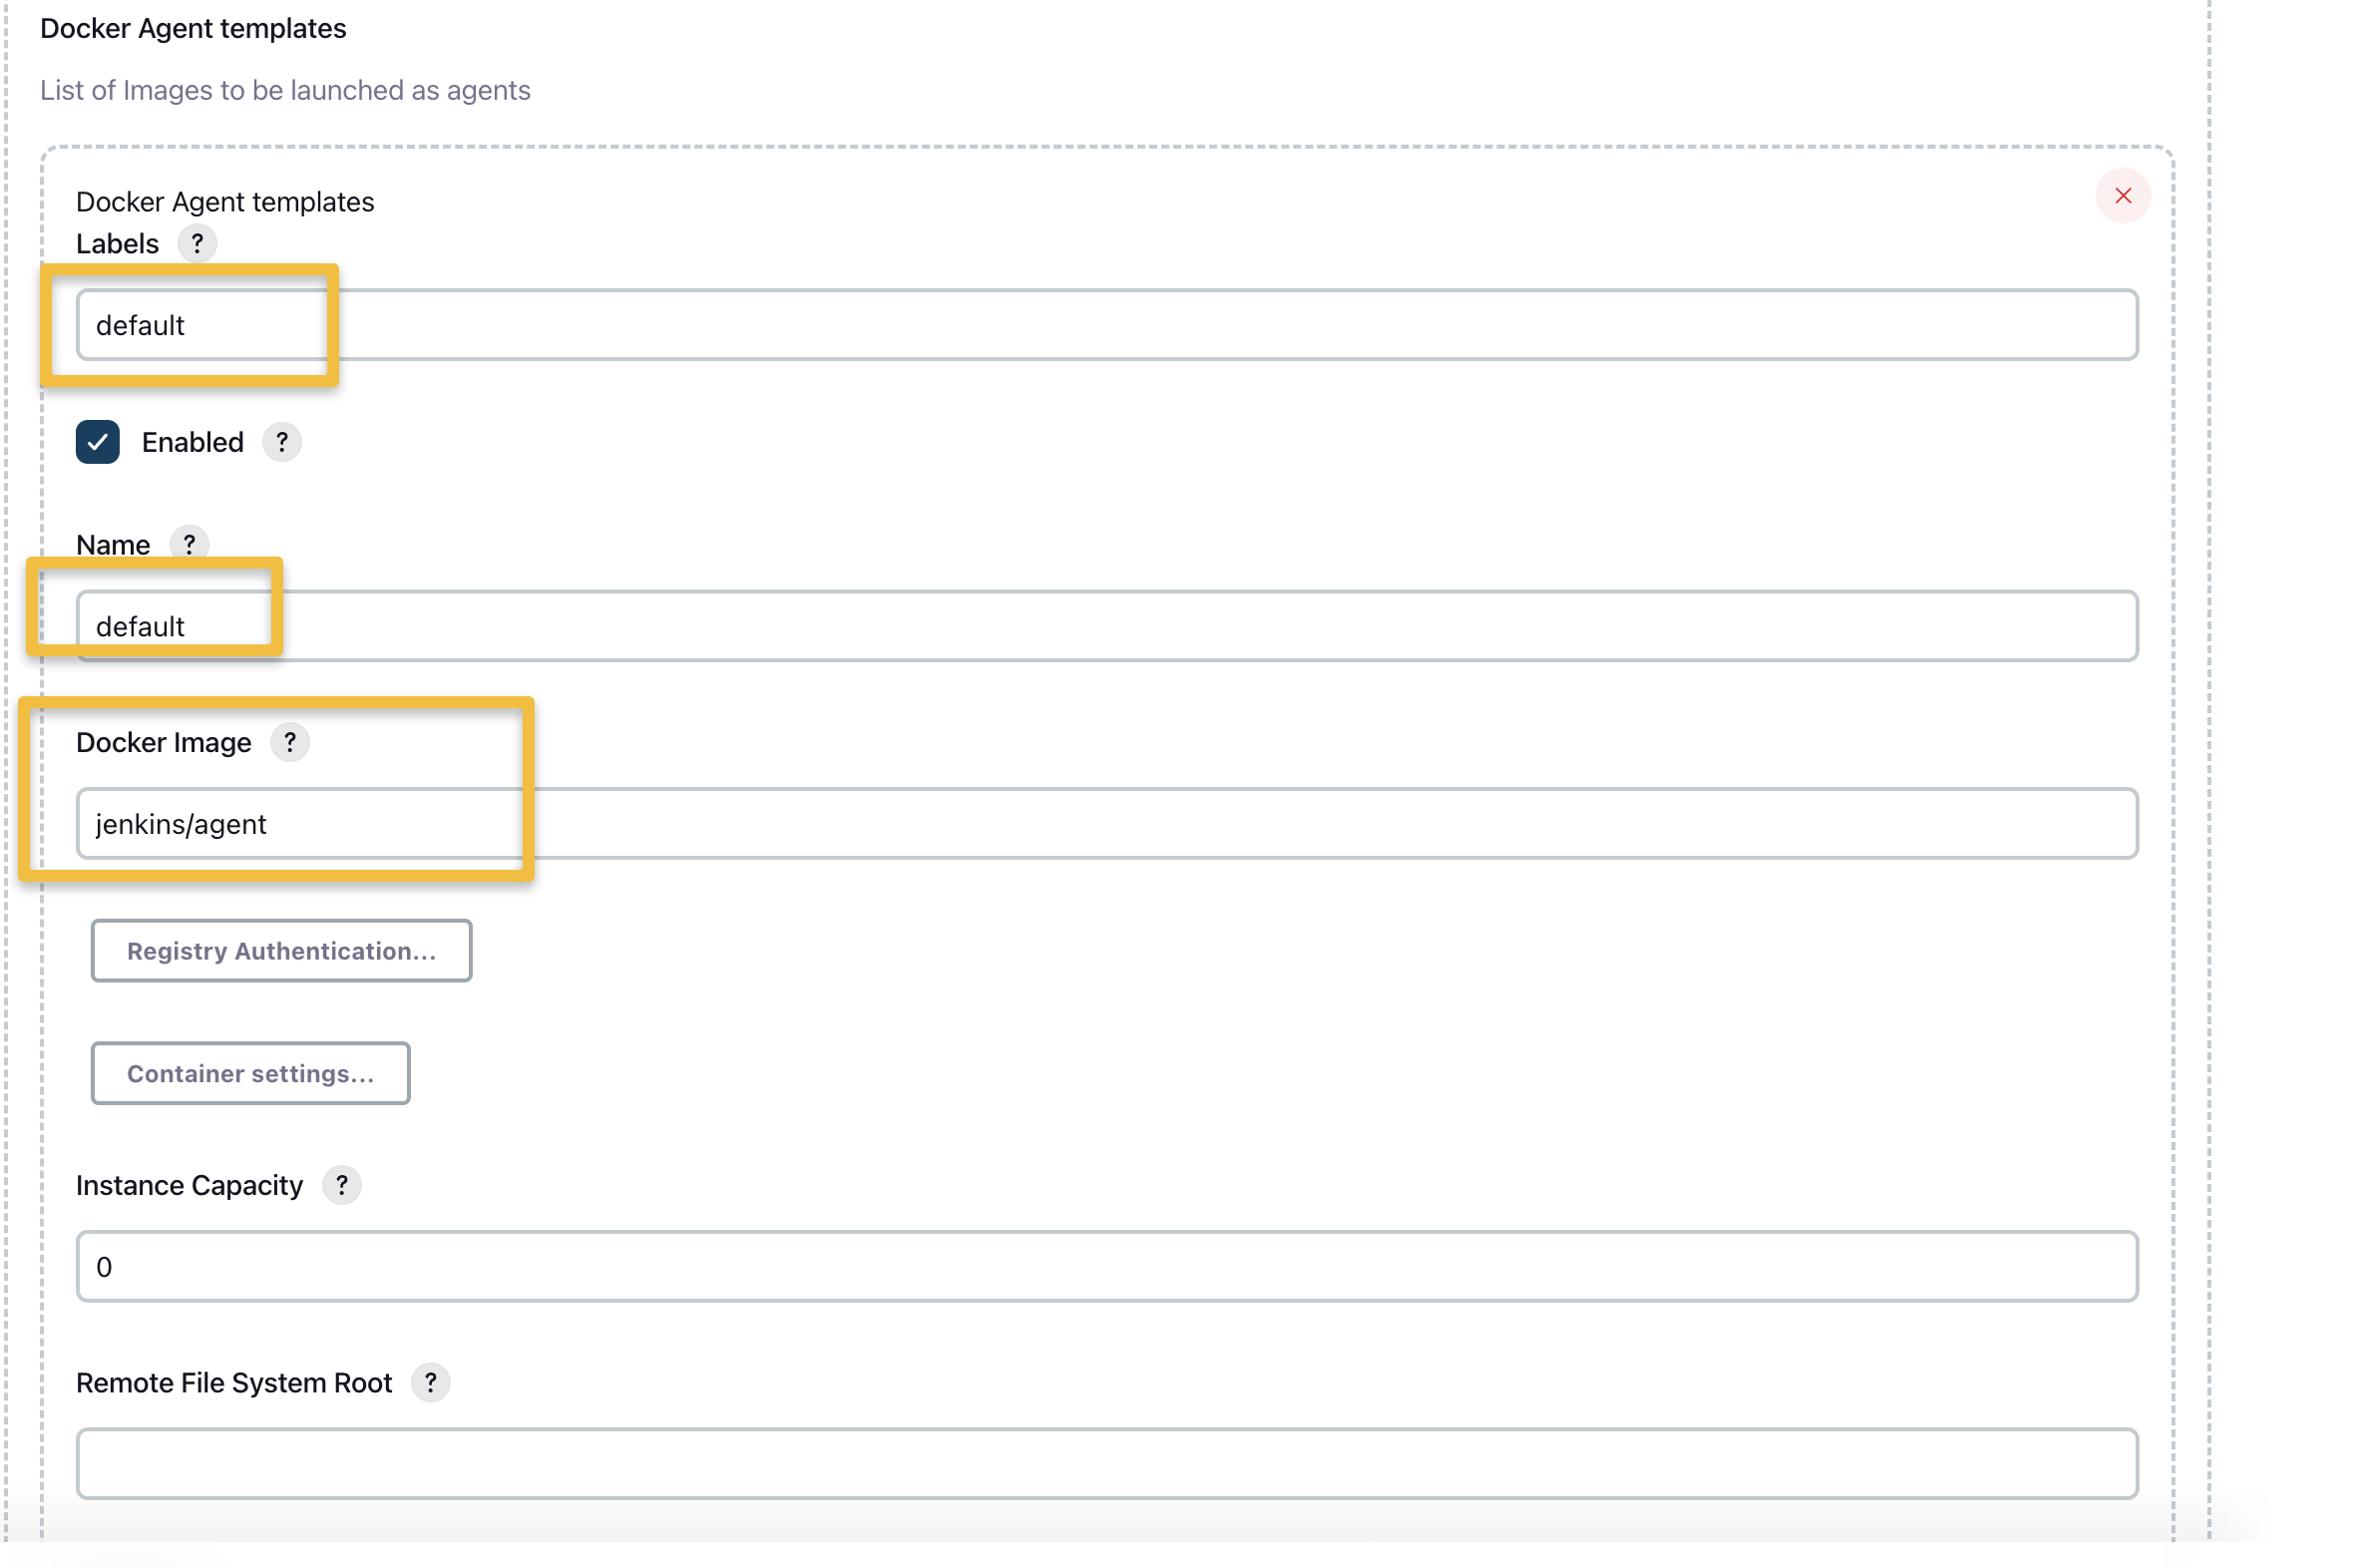 Docker Agent templates
List of Images to be launched as agents
Docker Agent templates
Labels ?
default
Enabled ?
Name ?
default
Docker Image ?
jenkins/agent
Registry Authentication...
Container settings...
Instance Capacity ?
0
Remote File System Root ?